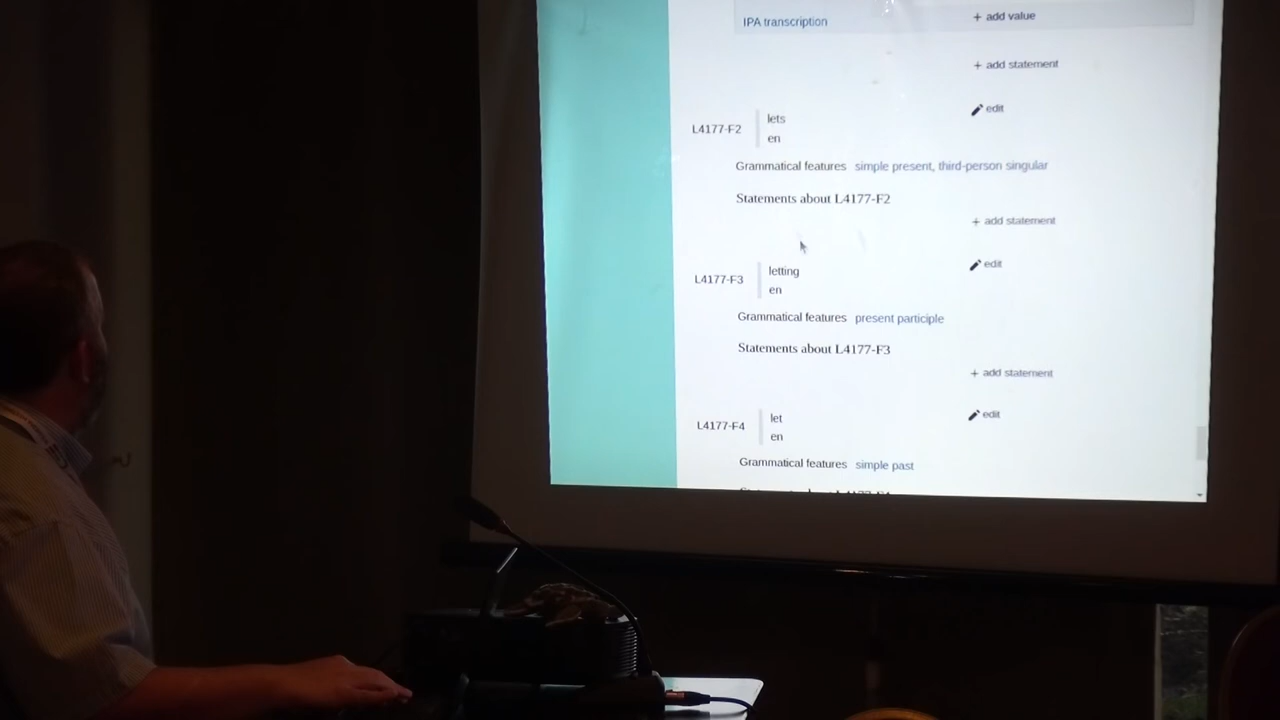 IPA transcription + add value
+ add statement
L4177-F2 lets edit
en
Grammatical features simple present, third-person singular
Statements about L4177-F2
+ add statement
L4177-F3 letting edit
en
Grammatical features present participle
Statements about L4177-F3
+ add statement
L4177-F4 let edit
en
Grammatical features simple past